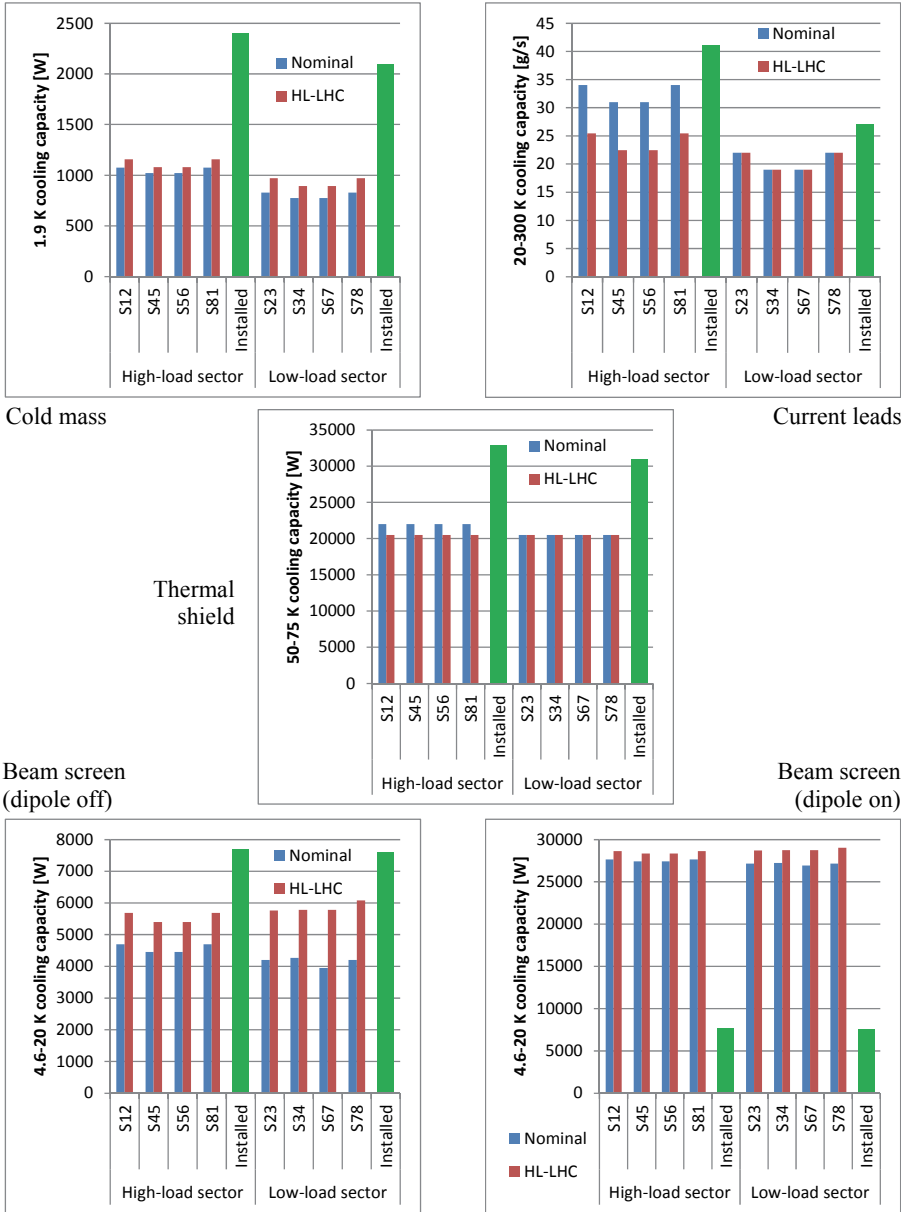 1.9 K cooling capacity [W]
2500
2000
1500
1000
500
0
Nominal
HL-LHC
S12
S45
S56
S81
Installed
S23
S34
S67
S78
Installed
High-load sector
Low-load sector
Cold mass
20-300 K cooling capacity [g/s]
45
40
35
30
25
20
15
10
5
0
Nominal
HL-LHC
S12
S45
S56
S81
Installed
S23
S34
S67
S78
Installed
High-load sector
Low-load sector
Current leads
Thermal
shield
50-75 K cooling capacity [W]
35000
30000
25000
20000
15000
10000
5000
0
Nominal
HL-LHC
S12
S45
S56
S81
Installed
S23
S34
S67
S78
Installed
High-load sector
Low-load sector
Beam screen
(dipole off)
4.6-20 K cooling capacity [W]
8000
7000
6000
5000
4000
3000
2000
1000
0
Nominal
HL-LHC
S12
S45
S56
S81
Installed
S23
S34
S67
S78
Installed
High-load sector
Low-load sector
Beam screen
(dipole on)
4.6-20 K cooling capacity [W]
30000
25000
20000
15000
10000
5000
0
S12
S45
S56
S81
Installed
S23
S34
S67
S78
Installed
Nominal
HL-LHC
High-load sector
Low-load sector